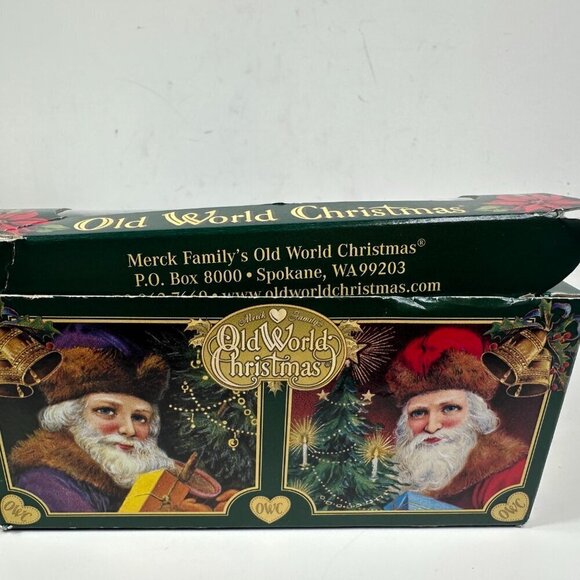 Old World Christmas
Merck Family's Old World Christmas®
P.O. Box 8000 • Spokane, WA 99203
7669 • www.oldworldchristmas.com
Merck Family's
Old World
Christmas
OWC
OWC
OWC